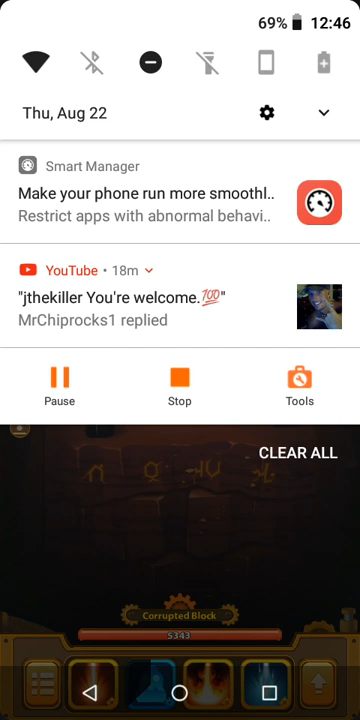 69% 12:46
Thu, Aug 22
Smart Manager
Make your phone run more smoothl..
Restrict apps with abnormal behavi..
YouTube • 18m
"jthekiller You're welcome.💯"
MrChiprocks1 replied
Pause Stop Tools
CLEAR ALL
Corrupted Block
5343